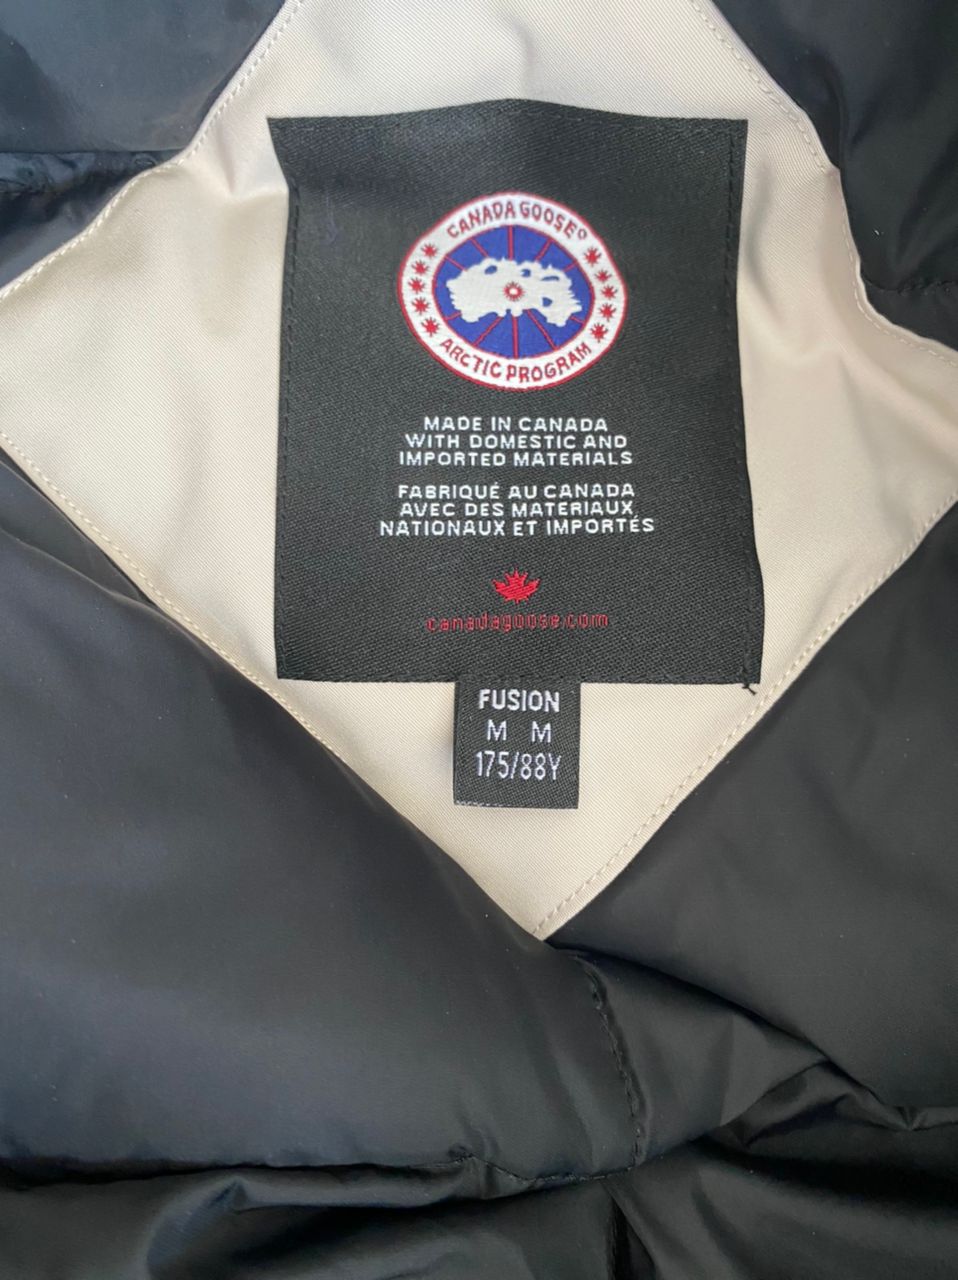 CANADA GOOSE®
ARCTIC PROGRAM
MADE IN CANADA
WITH DOMESTIC AND
IMPORTED MATERIALS
FABRIQUÉ AU CANADA
AVEC DES MATERIAUX
NATIONAUX ET IMPORTÉS
canadagoose.com
FUSION
M M
175/88Y